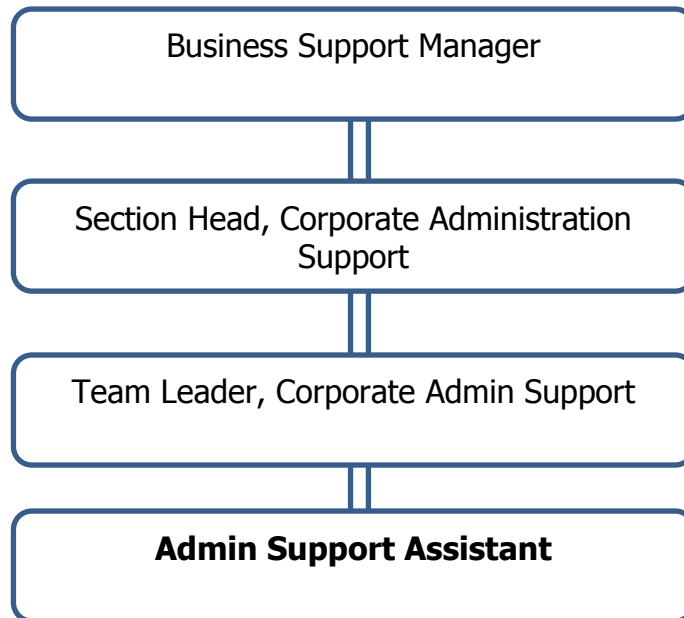 Business Support Manager
Section Head, Corporate Administration
Support
Team Leader, Corporate Admin Support
Admin Support Assistant